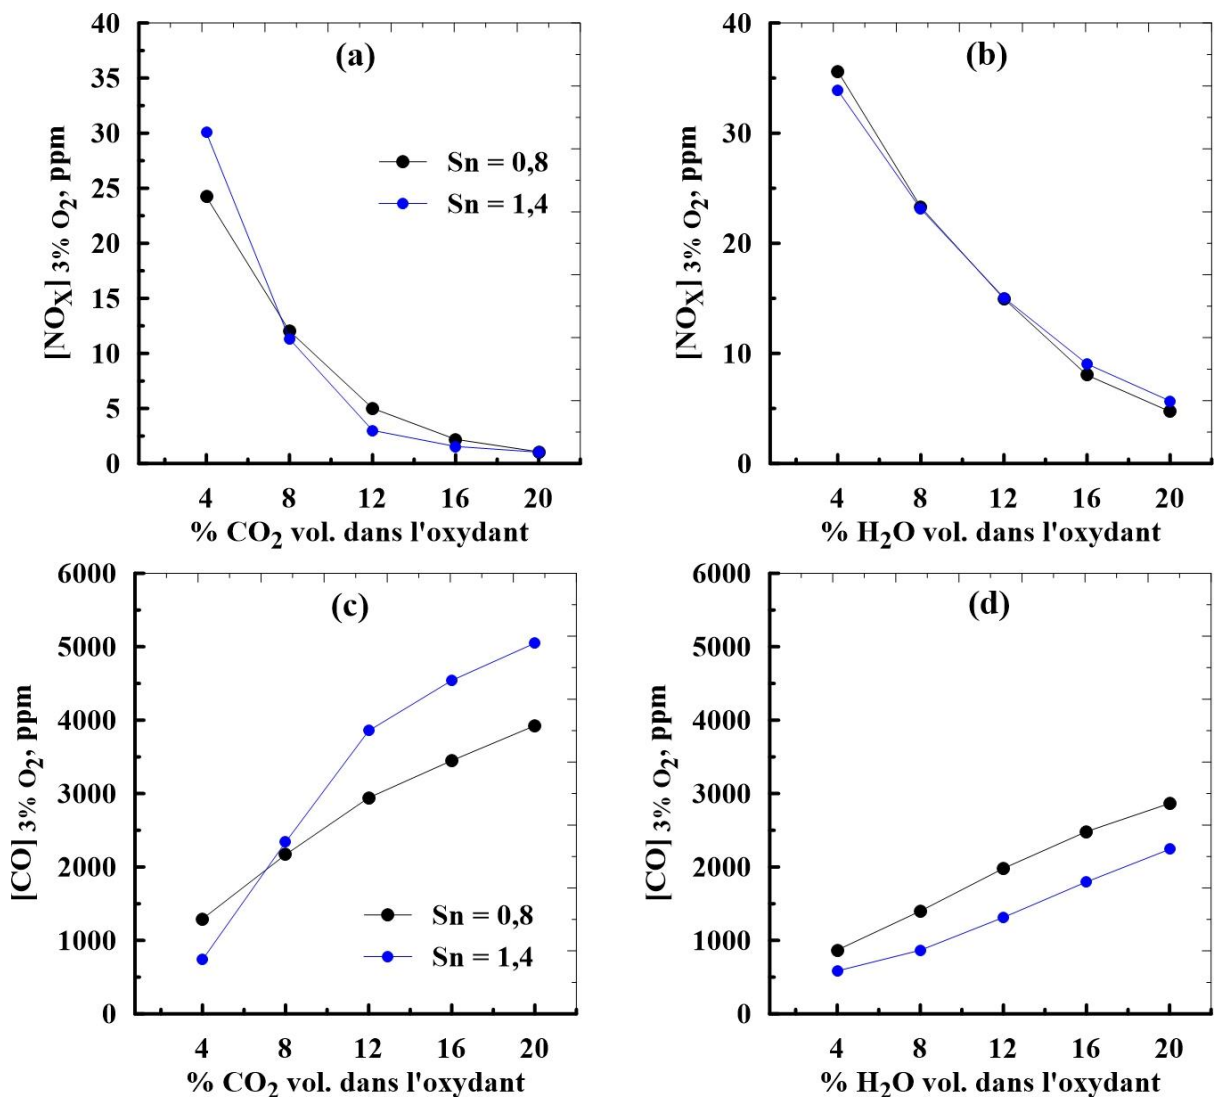 (a)
[NOX] 3% O2, ppm
40
35
30
25
20
15
10
5
0
Sn = 0,8
Sn = 1,4
4 8 12 16 20
% CO2 vol. dans l'oxydant
(b)
[NOX] 3% O2, ppm
40
30
20
10
0
4 8 12 16 20
% H2O vol. dans l'oxydant
(c)
[CO] 3% O2, ppm
6000
5000
4000
3000
2000
1000
0
Sn = 0,8
Sn = 1,4
4 8 12 16 20
% CO2 vol. dans l'oxydant
(d)
[CO] 3% O2, ppm
6000
5000
4000
3000
2000
1000
0
4 8 12 16 20
% H2O vol. dans l'oxydant